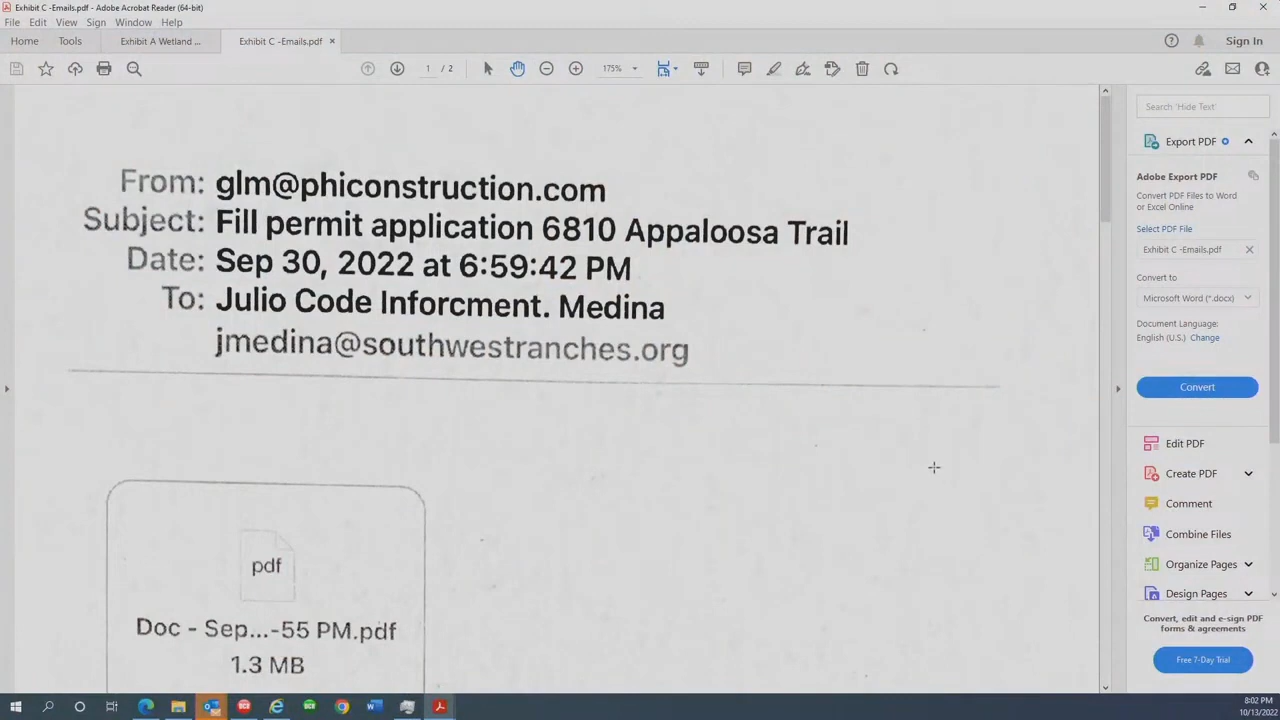 Exhibit C -Emails.pdf - Adobe Acrobat Reader (64-bit)
File Edit View Sign Window Help
Home Tools Exhibit A Wetland ... Exhibit C -Emails.pdf × Sign In
1 / 2 175%
From: glm@phiconstruction.com
Subject: Fill permit application 6810 Appaloosa Trail
Date: Sep 30, 2022 at 6:59:42 PM
To: Julio Code Inforcment. Medina
jmedina@southwestranches.org
pdf
Doc - Sep...-55 PM.pdf
1.3 MB
Search 'Hide Text'
Export PDF
Adobe Export PDF
Convert PDF Files to Word
or Excel Online
Select PDF File
Exhibit C -Emails.pdf ×
Convert to
Microsoft Word (*.docx)
Document Language:
English (U.S.) Change
Convert
Edit PDF
Create PDF
Comment
Combine Files
Organize Pages
Design Pages
Convert, edit and e-sign PDF
forms & agreements
Free 7-Day Trial
8:02 PM
10/13/2022